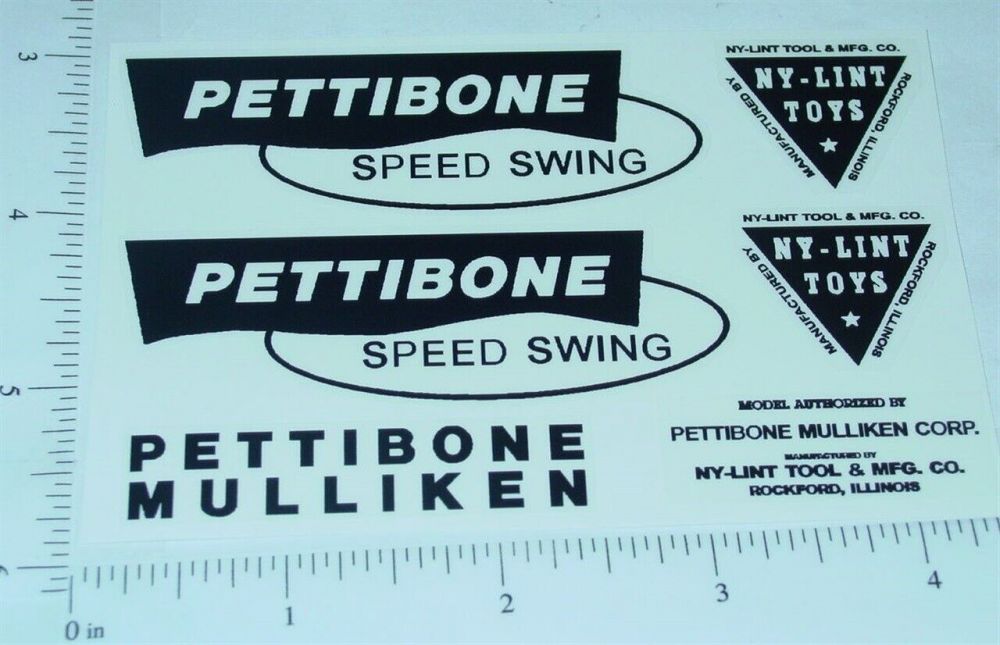 PETTIBONE
SPEED SWING
NY-LINT TOOL & MFG. CO.
MANUFACTURED BY
NY-LINT
TOYS
ROCKFORD, ILLINOIS
PETTIBONE
SPEED SWING
NY-LINT TOOL & MFG. CO.
MANUFACTURED BY
NY-LINT
TOYS
ROCKFORD, ILLINOIS
PETTIBONE
MULLIKEN
MODEL AUTHORIZED BY
PETTIBONE MULLIKEN CORP.
MANUFACTURED BY
NY-LINT TOOL & MFG. CO.
ROCKFORD, ILLINOIS
3
4
5
6
0 in
1
2
3
4